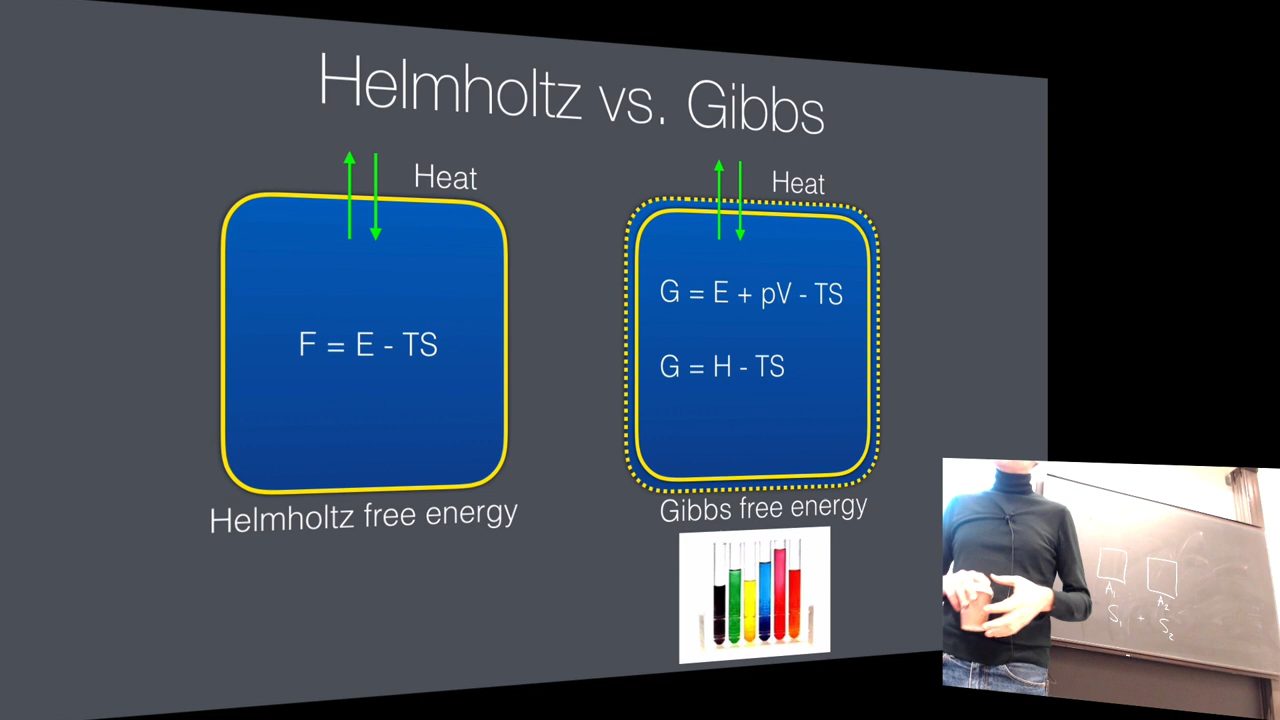 Helmholtz vs. Gibbs
Heat
F = E - TS
Helmholtz free energy
Heat
G = E + pV - TS
G = H - TS
Gibbs free energy
A₁ A₂
S₁ + S₂